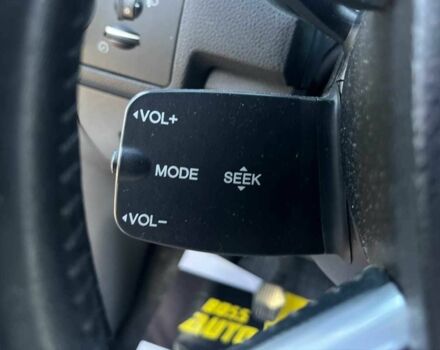 VOL+
MODE SEEK
VOL-
BOSS
AUTO